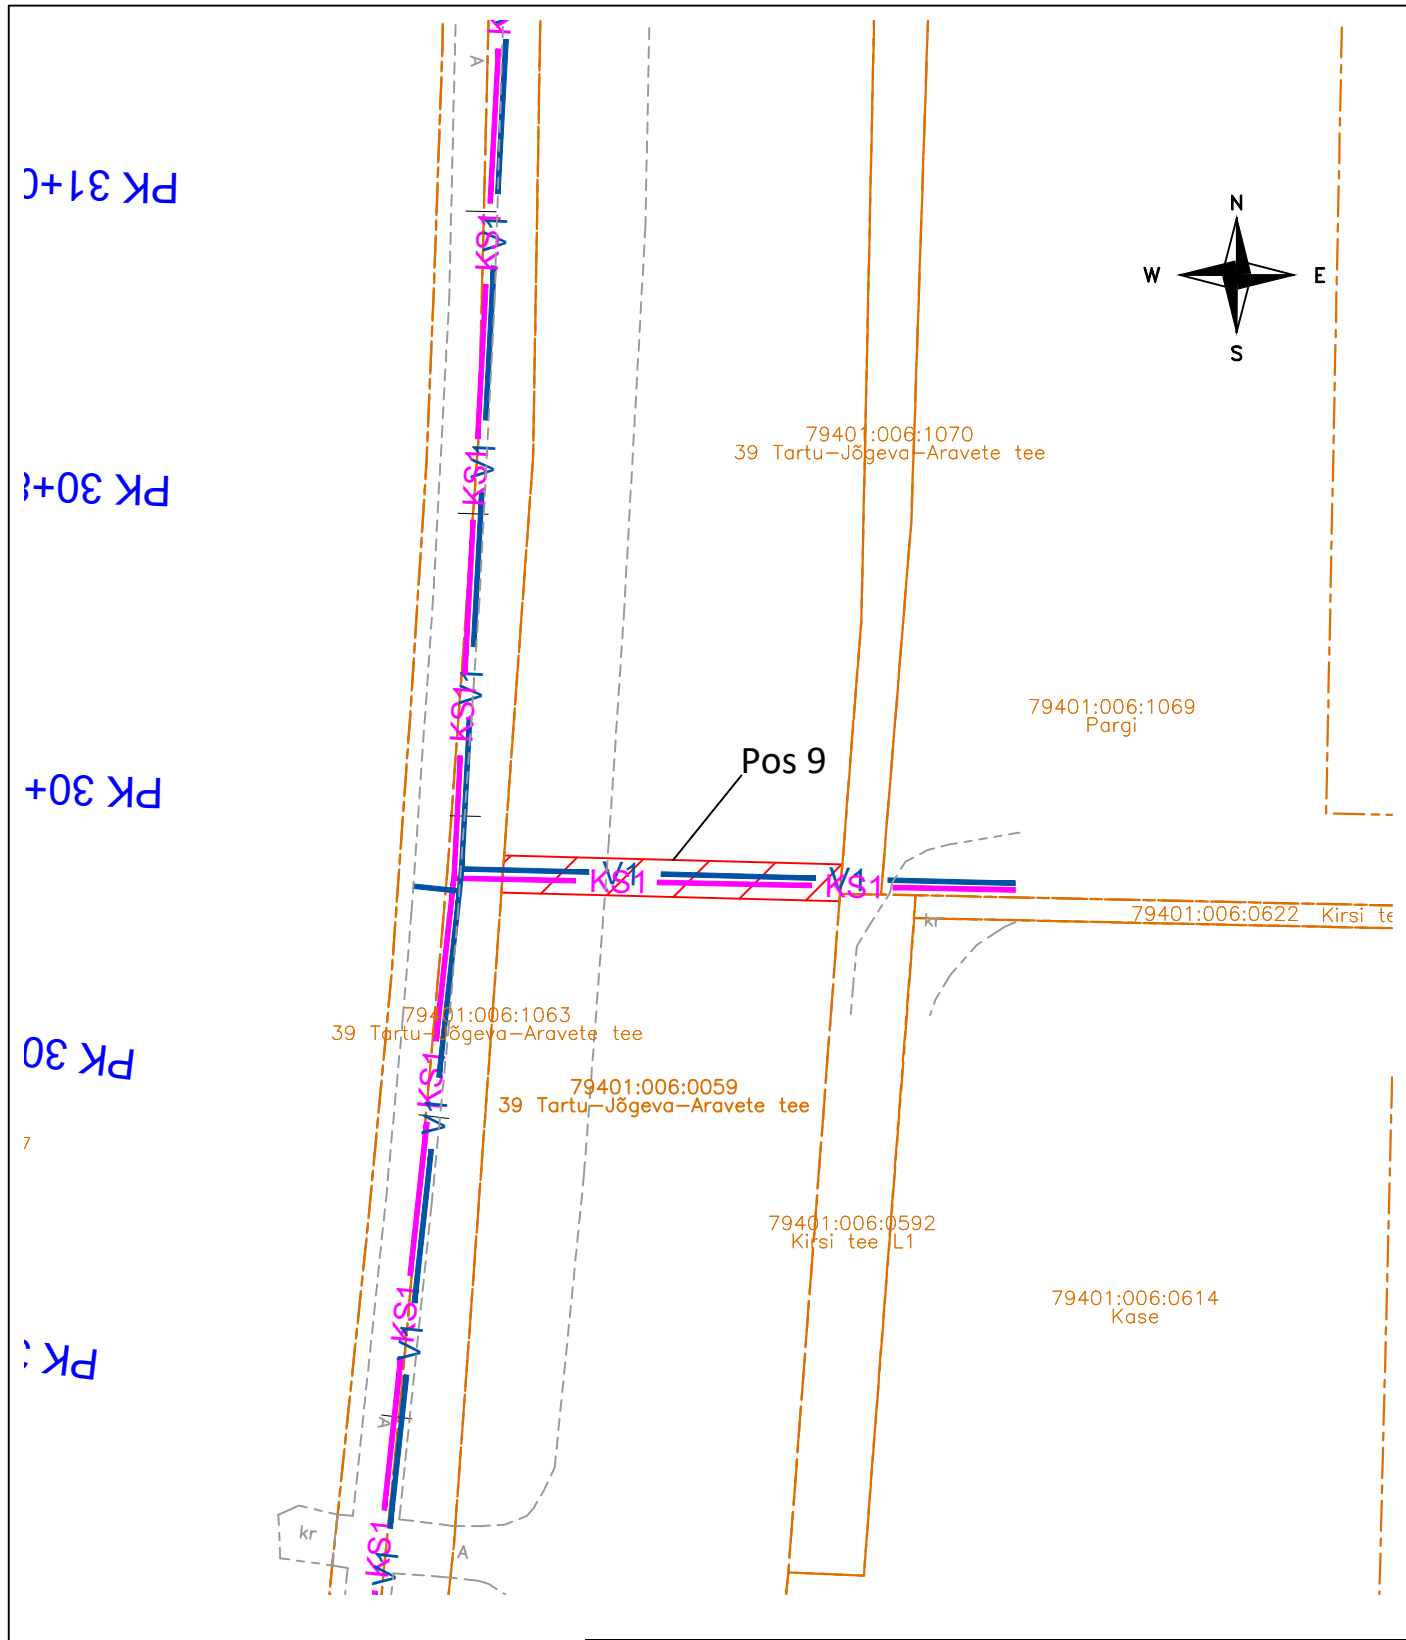 K
A
PK 31+0
N
W E
S
KS1
V1
79401:006:1070
39 Tartu-Jõgeva-Aravete tee
V1
KS1
PK 30+8
V1
KS1
79401:006:1069
Pargi
Pos 9
PK 30+
V1
KS1
V1
KS1
79401:006:0622 Kirsi te
kr
79401:006:1063
39 Tartu-Jõgeva-Aravete tee
PK 30
KS1
79401:006:0059
39 Tartu-Jõgeva-Aravete tee
V1
7
79401:006:0592
Kirsi tee L1
79401:006:0614
Kase
KS1
V1
PK
A
kr
KS1
A
V1